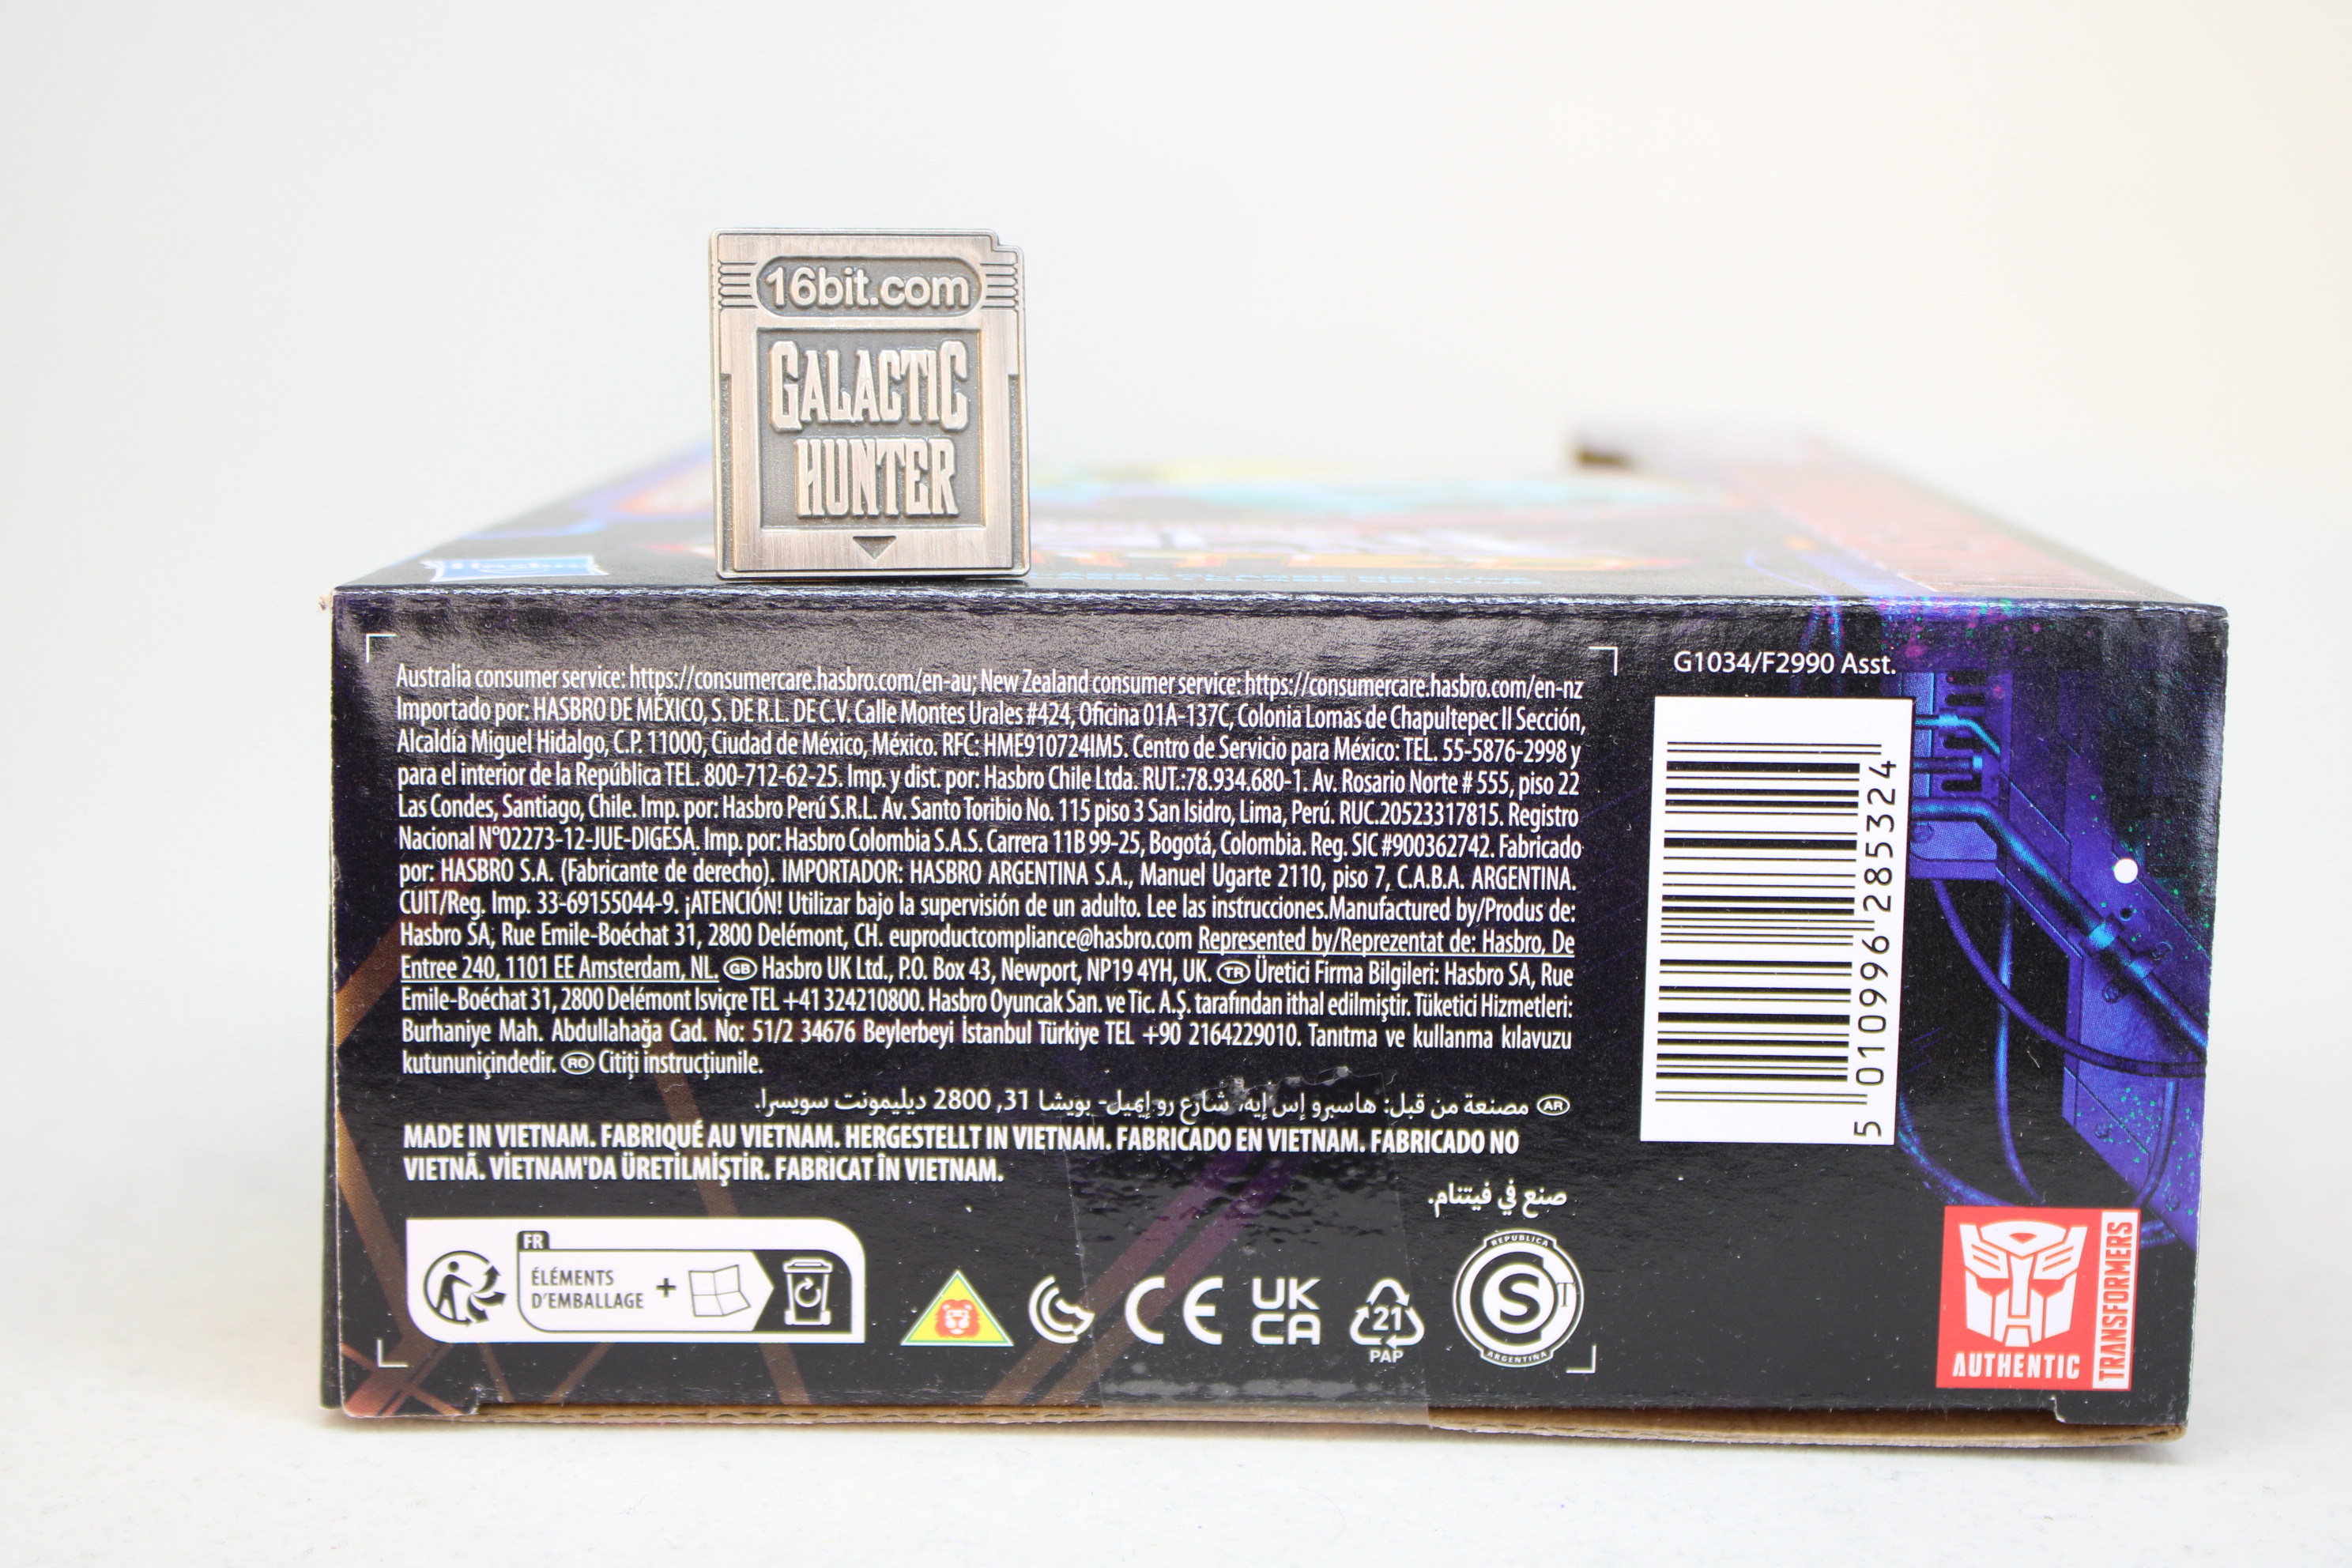 16bit.com
GALACTIC
HUNTER
Hasbro
Australia consumer service: https://consumercare.hasbro.com/en-au; New Zealand consumer service: https://consumercare.hasbro.com/en-nz
Importado por: HASBRO DE MÉXICO, S. DE R.L. DE C.V. Calle Montes Urales #424, Oficina 01A-137C, Colonia Lomas de Chapultepec II Sección,
Alcaldía Miguel Hidalgo, C.P. 11000, Ciudad de México, México. RFC: HME910724IM5. Centro de Servicio para México: TEL. 55-5876-2998 y
para el interior de la República TEL. 800-712-62-25. Imp. y dist. por: Hasbro Chile Ltda. RUT.:78.934.680-1. Av. Rosario Norte # 555, piso 22
Las Condes, Santiago, Chile. Imp. por: Hasbro Perú S.R.L. Av. Santo Toribio No. 115 piso 3 San Isidro, Lima, Perú. RUC.20523317815. Registro
Nacional N°02273-12-JUE-DIGESA. Imp. por: Hasbro Colombia S.A.S. Carrera 11B 99-25, Bogotá, Colombia. Reg. SIC #900362742. Fabricado
por: HASBRO S.A. (Fabricante de derecho). IMPORTADOR: HASBRO ARGENTINA S.A., Manuel Ugarte 2110, piso 7, C.A.B.A. ARGENTINA.
CUIT/Reg. Imp. 33-69155044-9. ¡ATENCIÓN! Utilizar bajo la supervisión de un adulto. Lee las instrucciones.Manufactured by/Produs de:
Hasbro SA, Rue Emile-Boéchat 31, 2800 Delémont, CH. euproductcompliance@hasbro.com Represented by/Reprezentat de: Hasbro, De
Entree 240, 1101 EE Amsterdam, NL. GB Hasbro UK Ltd., P.O. Box 43, Newport, NP19 4YH, UK. TR Üretici Firma Bilgileri: Hasbro SA, Rue
Emile-Boéchat 31, 2800 Delémont Isviçre TEL +41 324210800. Hasbro Oyuncak San. ve Tic. A.Ş. tarafından ithal edilmiştir. Tüketici Hizmetleri:
Burhaniye Mah. Abdullahağa Cad. No: 51/2 34676 Beylerbeyi İstanbul Türkiye TEL +90 2164229010. Tanıtma ve kullanma kılavuzu
kutununiçindedir. RO Citiți instrucțiunile.
AR مصنعة من قبل: هاسبرو إس إيه، شارع رو إيميل- بويشا 31, 2800 ديليمونت سويسرا.
MADE IN VIETNAM. FABRIQUÉ AU VIETNAM. HERGESTELLT IN VIETNAM. FABRICADO EN VIETNAM. FABRICADO NO
VIETNÃ. VİETNAM'DA ÜRETİLMİŞTİR. FABRICAT ÎN VIETNAM.
صنع في فيتنام.
FR
ÉLÉMENTS
D'EMBALLAGE
CE
UK
CA
21
PAP
REPUBLICA
S
T
ARGENTINA
G1034/F2990 Asst.
5 010996 285324
AUTHENTIC
TRANSFORMERS